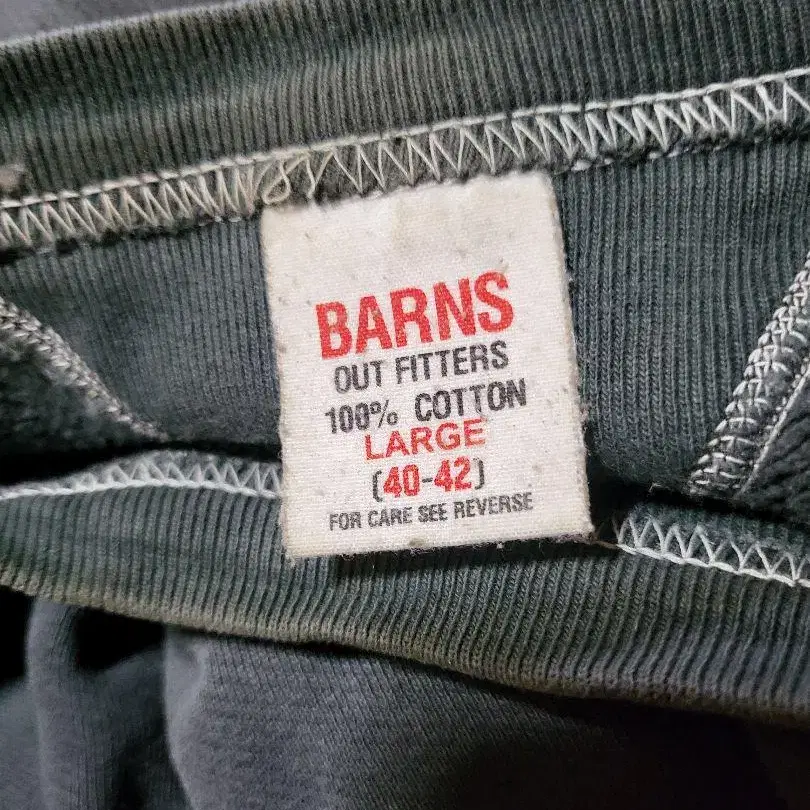 BARNS
OUT FITTERS
100% COTTON
LARGE
(40-42)
FOR CARE SEE REVERSE